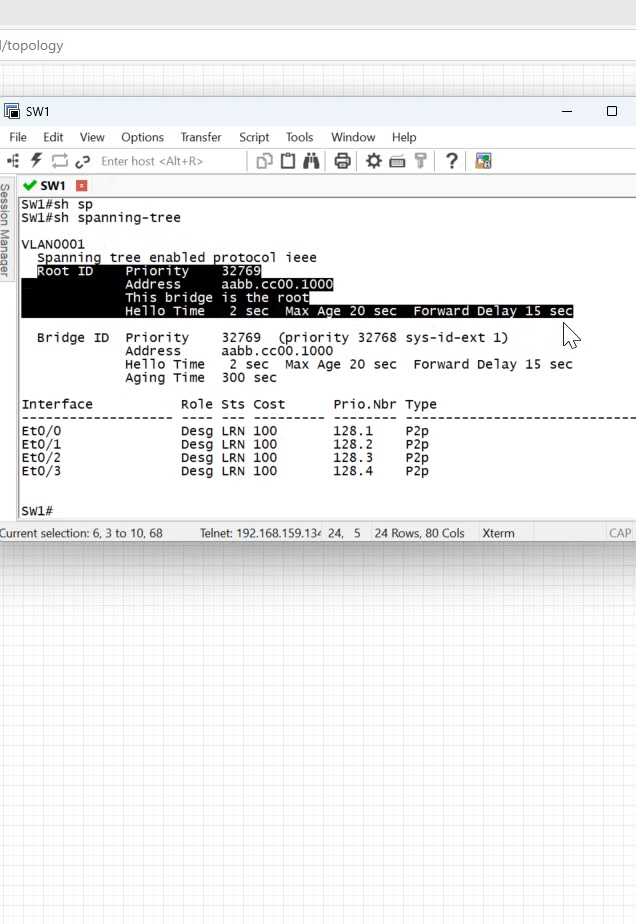 l/topology
SW1
File Edit View Options Transfer Script Tools Window Help
Enter host <Alt+R>
Session Manager
SW1
SW1#sh sp
SW1#sh spanning-tree
VLAN0001
Spanning tree enabled protocol ieee
Root ID Priority 32769
Address aabb.cc00.1000
This bridge is the root
Hello Time 2 sec Max Age 20 sec Forward Delay 15 sec
Bridge ID Priority 32769 (priority 32768 sys-id-ext 1)
Address aabb.cc00.1000
Hello Time 2 sec Max Age 20 sec Forward Delay 15 sec
Aging Time 300 sec
Interface Role Sts Cost Prio.Nbr Type
------------------- ---- --- --------- -------- --------------------------------
Et0/0 Desg LRN 100 128.1 P2p
Et0/1 Desg LRN 100 128.2 P2p
Et0/2 Desg LRN 100 128.3 P2p
Et0/3 Desg LRN 100 128.4 P2p
SW1#
Current selection: 6, 3 to 10, 68 Telnet: 192.168.159.134 24, 5 24 Rows, 80 Cols Xterm CAP